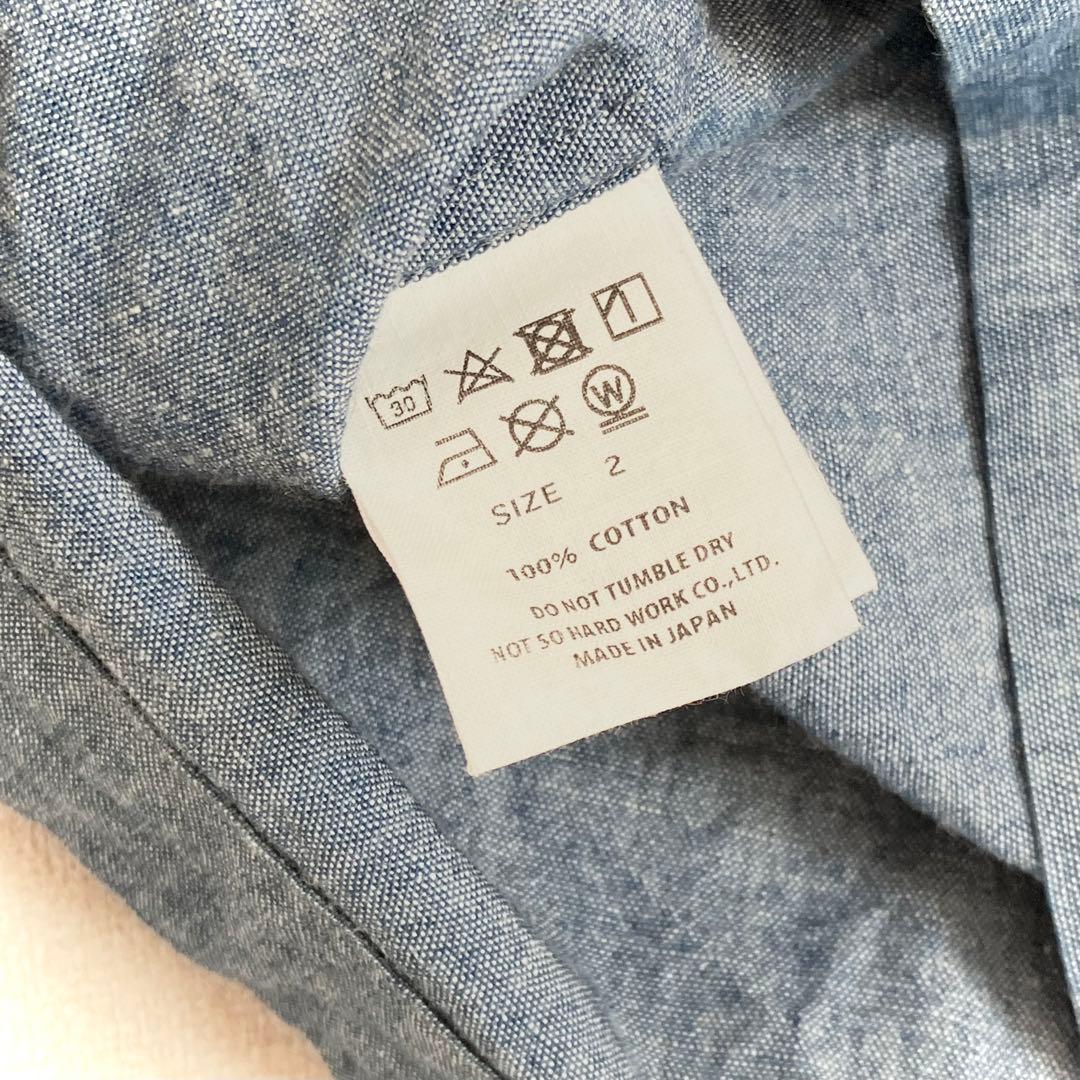 30
W
SIZE 2
100% COTTON
DO NOT TUMBLE DRY
NOT SO HARD WORK CO.,LTD.
MADE IN JAPAN